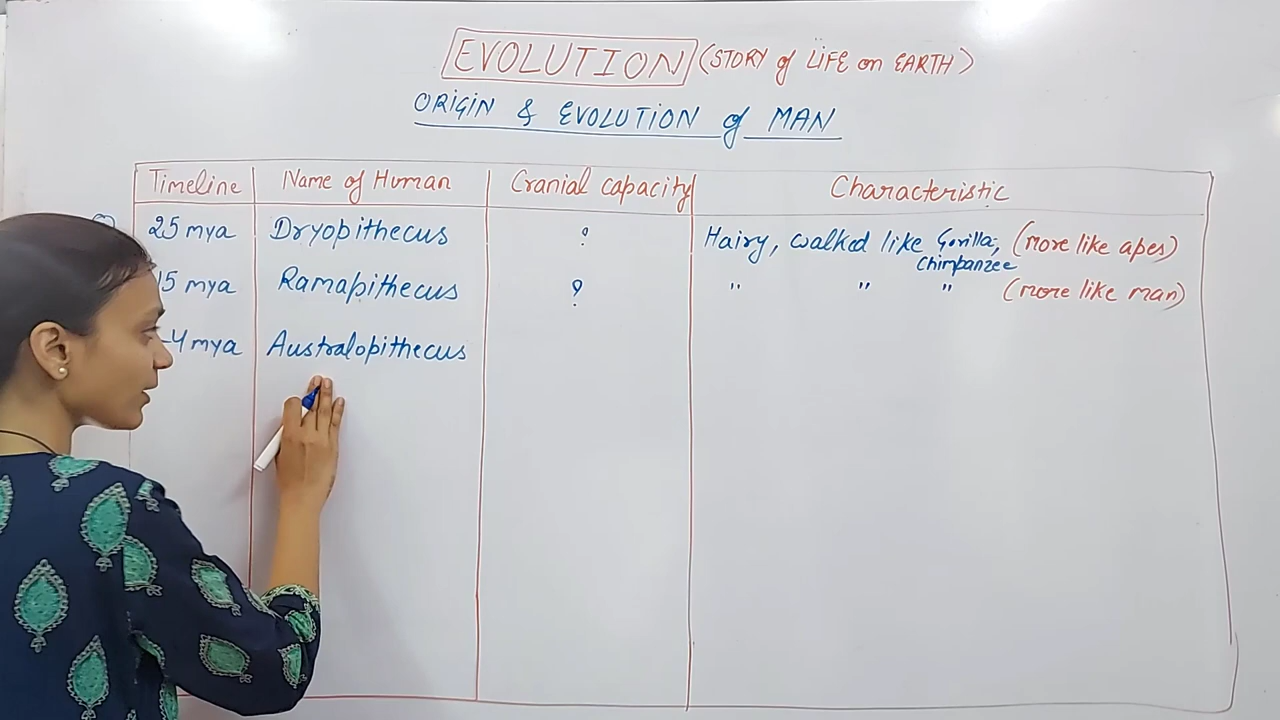 EVOLUTION (STORY of LIFE on EARTH)
ORIGIN & EVOLUTION of MAN
Timeline Name of Human Cranial capacity Characteristic
25 mya Dryopithecus ? Hairy, walked like Gorilla, (more like apes)
Chimpanzee
15 mya Ramapithecus ? " " " (more like man)
-4 mya Australopithecus